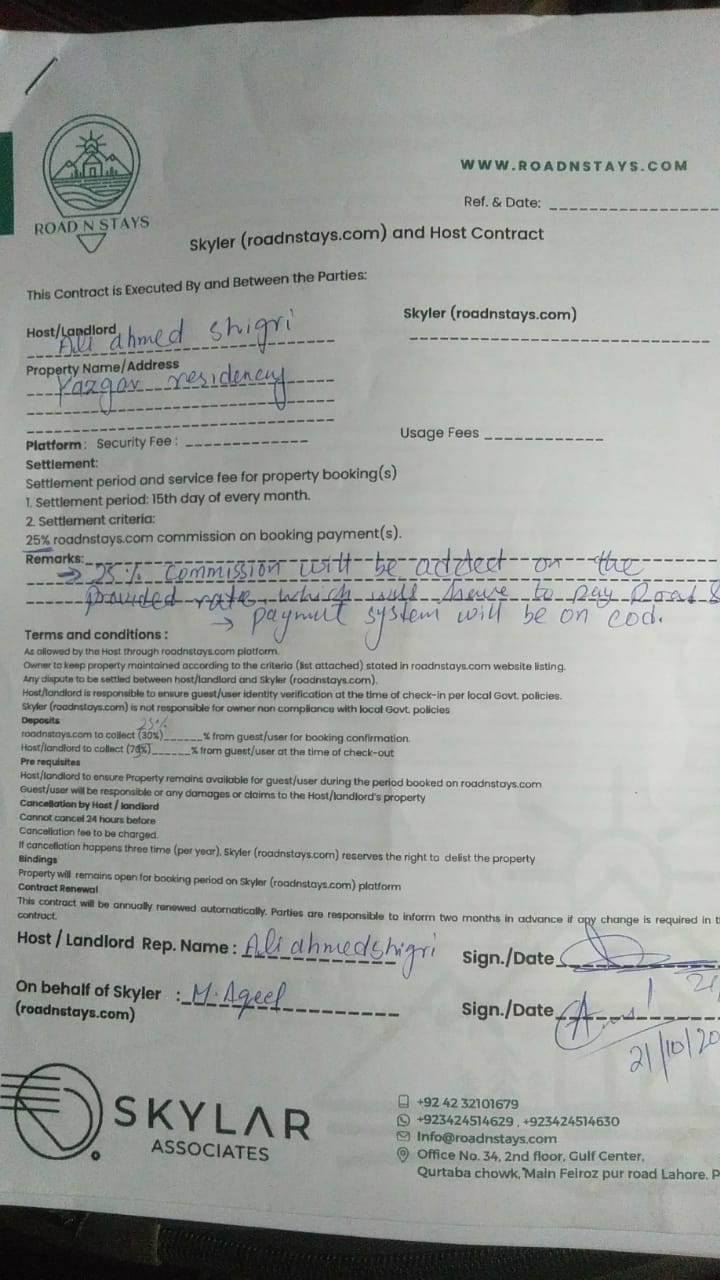 WWW.ROADNSTAYS.COM
ROAD N STAYS
Ref. & Date:
Skyler (roadnstays.com) and Host Contract
This Contract is Executed By and Between the Parties:
Host/Landlord
Ali ahmed shigri
Skyler (roadnstays.com)
Property Name/Address
Yazgov residency
Platform : Security Fee :
Usage Fees
Settlement:
Settlement period and service fee for property booking(s)
1. Settlement period: 15th day of every month.
2. Settlement criteria:
25% roadnstays.com commission on booking payment(s).
Remarks:
→ 25% commission will be added on the
provided rate, which will have to pay Road
→ paymut system will be on cod.
Terms and conditions :
As allowed by the Host through roadnstays.com platform.
Owner to keep property maintained according to the criteria (list attached) stated in roadnstays.com website listing.
Any dispute to be settled between host/landlord and Skyler (roadnstays.com).
Host/landlord is responsible to ensure guest/user identity verification at the time of check-in per local Govt. policies.
Skyler (roadnstays.com) is not responsible for owner non compliance with local Govt. policies
Deposits
25%
roadnstays.com to collect (30%)______% from guest/user for booking confirmation.
Host/landlord to collect (70%)______% from guest/user at the time of check-out
Pre requisites
Host/landlord to ensure Property remains available for guest/user during the period booked on roadnstays.com
Guest/user will be responsible or any damages or claims to the Host/landlord's property
Cancellation by Host / landlord
Cannot cancel 24 hours before
Cancellation fee to be charged.
If cancellation happens three time (per year), Skyler (roadnstays.com) reserves the right to delist the property
Bindings
Property will remains open for booking period on Skyler (roadnstays.com) platform
Contract Renewal
This contract will be annually renewed automatically. Parties are responsible to inform two months in advance if any change is required in
contract.
Host / Landlord Rep. Name : Ali ahmedshigri Sign./Date
On behalf of Skyler : M. Aqeel Sign./Date
(roadnstays.com)
21/10/20
SKYLAR
ASSOCIATES
+92 42 32101679
+923424514629 , +923424514630
Info@roadnstays.com
Office No. 34, 2nd floor, Gulf Center,
Qurtaba chowk, Main Feiroz pur road Lahore.